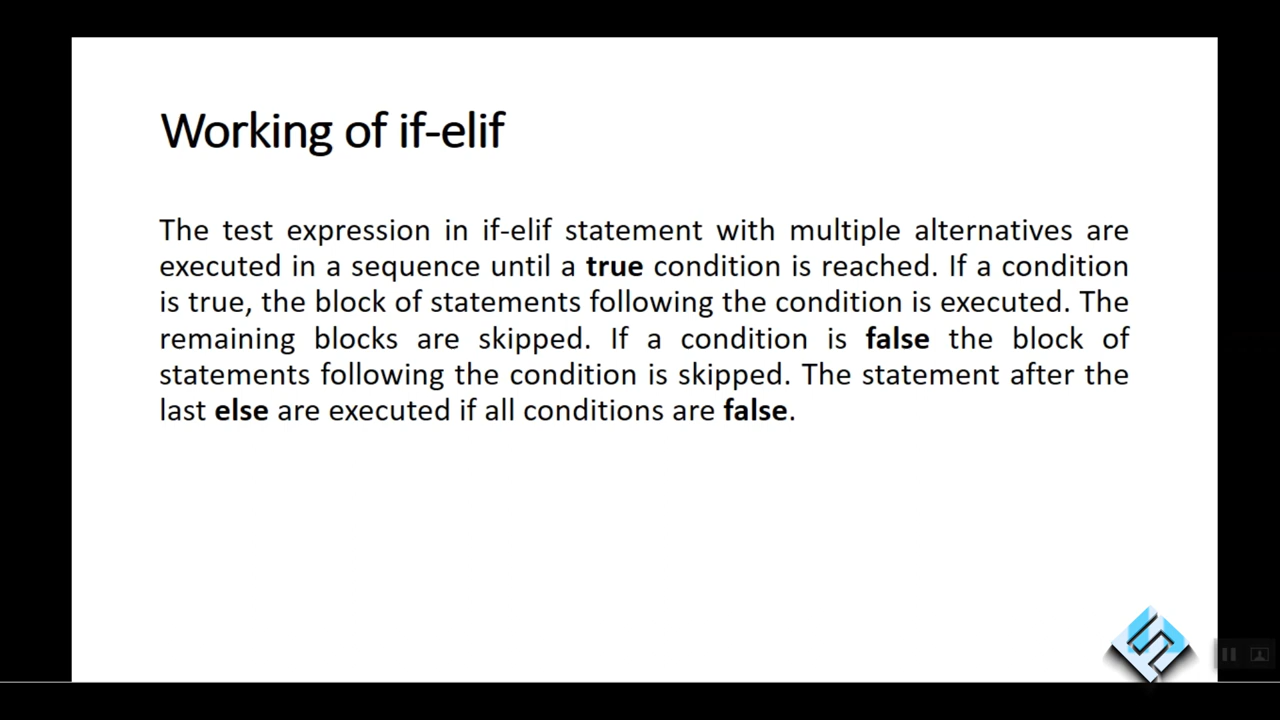 Working of if-elif
The test expression in if-elif statement with multiple alternatives are
executed in a sequence until a true condition is reached. If a condition
is true, the block of statements following the condition is executed. The
remaining blocks are skipped. If a condition is false the block of
statements following the condition is skipped. The statement after the
last else are executed if all conditions are false.